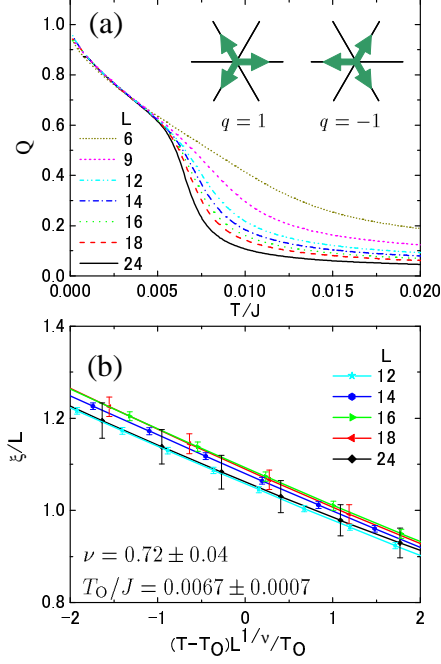 (a)
q = 1
q = −1
Q
1.0
0.8
0.6
0.4
0.2
0.0
L
6
9
12
14
16
18
24
0.000
0.005
0.010
0.015
0.020
T/J
(b)
ξ/L
1.4
1.2
1.0
0.8
L
12
14
16
18
24
ν = 0.72 ± 0.04
T_O/J = 0.0067 ± 0.0007
−2
−1
0
1
2
(T−T_O)L^{1/ν}/T_O